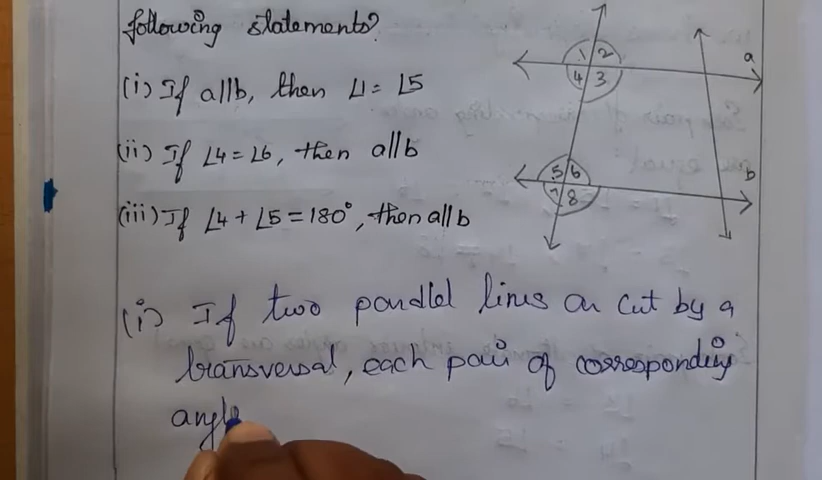 following statements?
(i) If a||b, then ∠1 = ∠5
(ii) If ∠4 = ∠6, then a||b
(iii) If ∠4 + ∠5 = 180°, then a||b
1 2
4 3
a
5 6
7 8
b
(i) If two parallel lines are cut by a
transversal, each pair of corresponding
angle